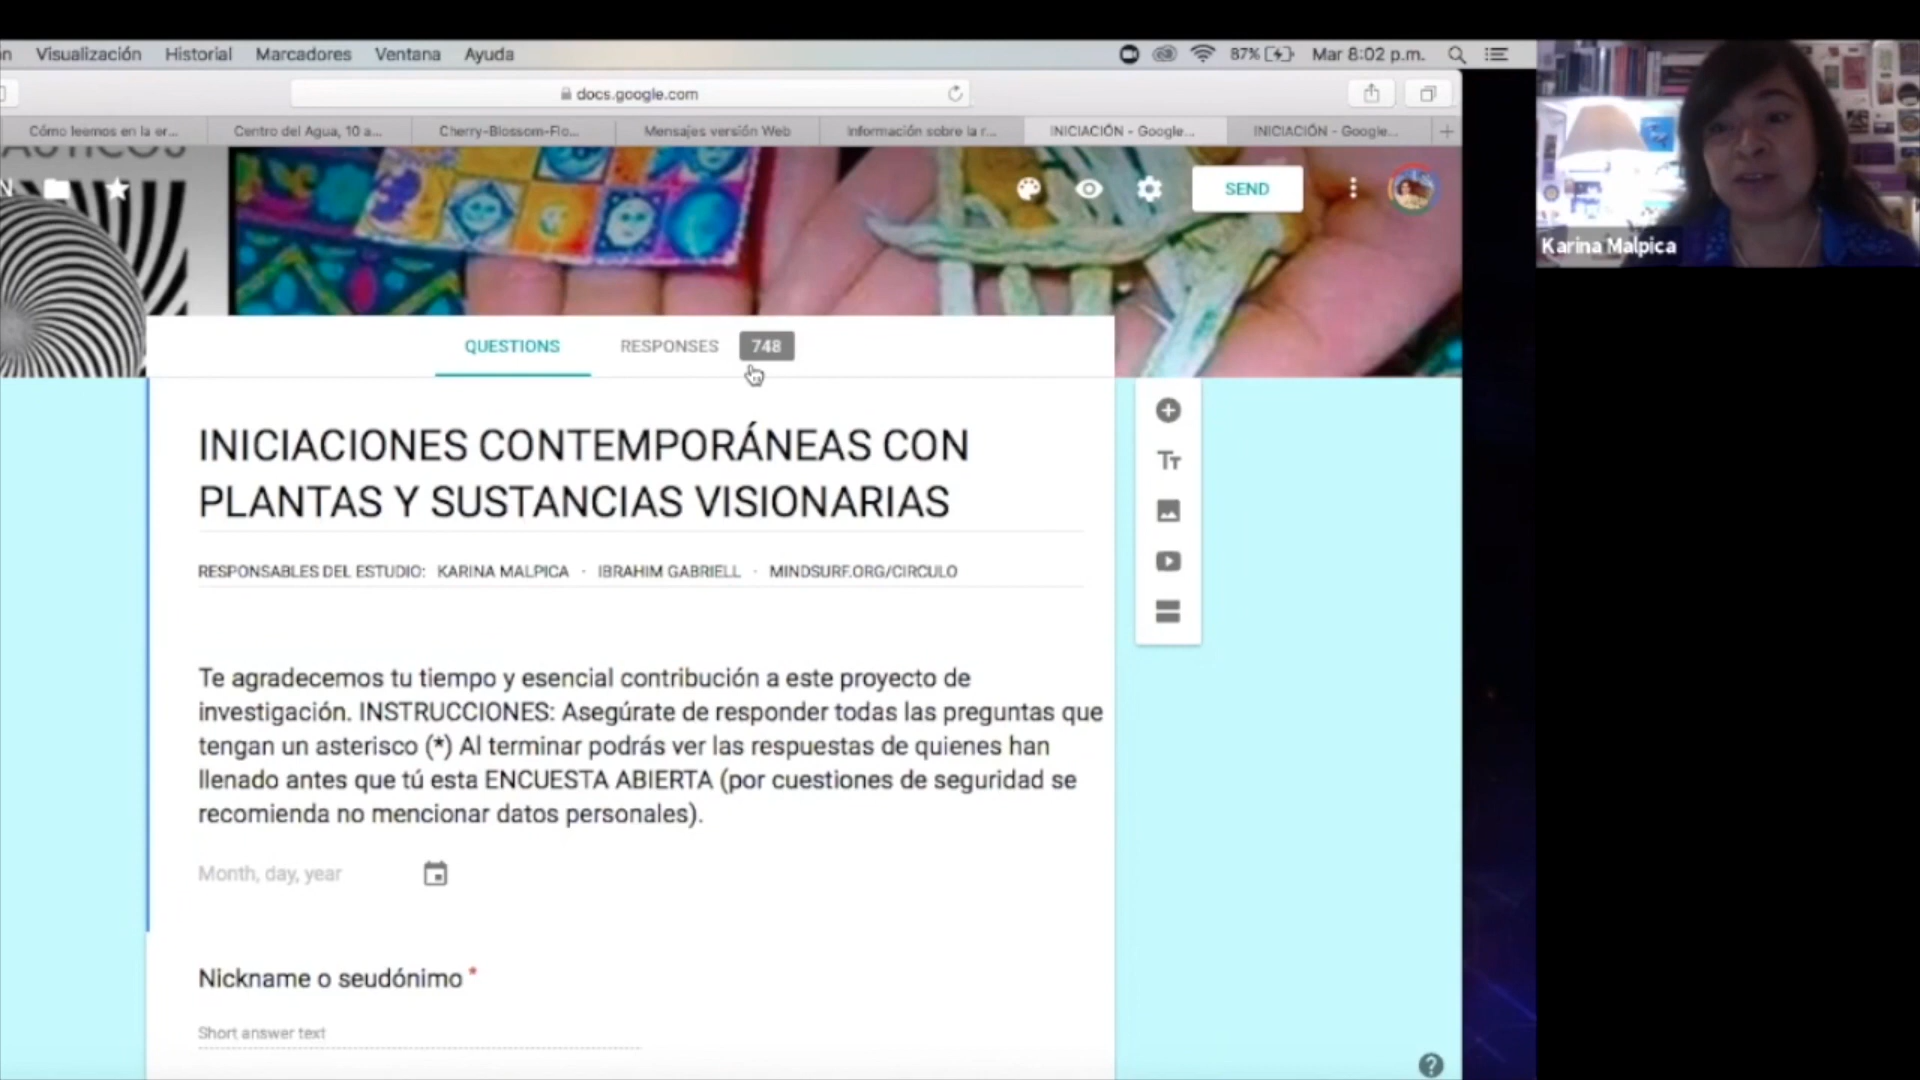 Visualización Historial Marcadores Ventana Ayuda
87% Mar 8:02 p.m.
docs.google.com
Cómo leemos en la er...
Centro del Agua, 10 a...
Cherry-Blossom-Flo...
Mensajes versión Web
Información sobre la r...
INICIACIÓN - Google...
INICIACIÓN - Google...
SEND
Karina Malpica
QUESTIONS RESPONSES 748
INICIACIONES CONTEMPORÁNEAS CON
PLANTAS Y SUSTANCIAS VISIONARIAS
RESPONSABLES DEL ESTUDIO: KARINA MALPICA · IBRAHIM GABRIELL · MINDSURF.ORG/CIRCULO
Te agradecemos tu tiempo y esencial contribución a este proyecto de
investigación. INSTRUCCIONES: Asegúrate de responder todas las preguntas que
tengan un asterisco (*) Al terminar podrás ver las respuestas de quienes han
llenado antes que tú esta ENCUESTA ABIERTA (por cuestiones de seguridad se
recomienda no mencionar datos personales).
Month, day, year
Nickname o seudónimo *
Short answer text